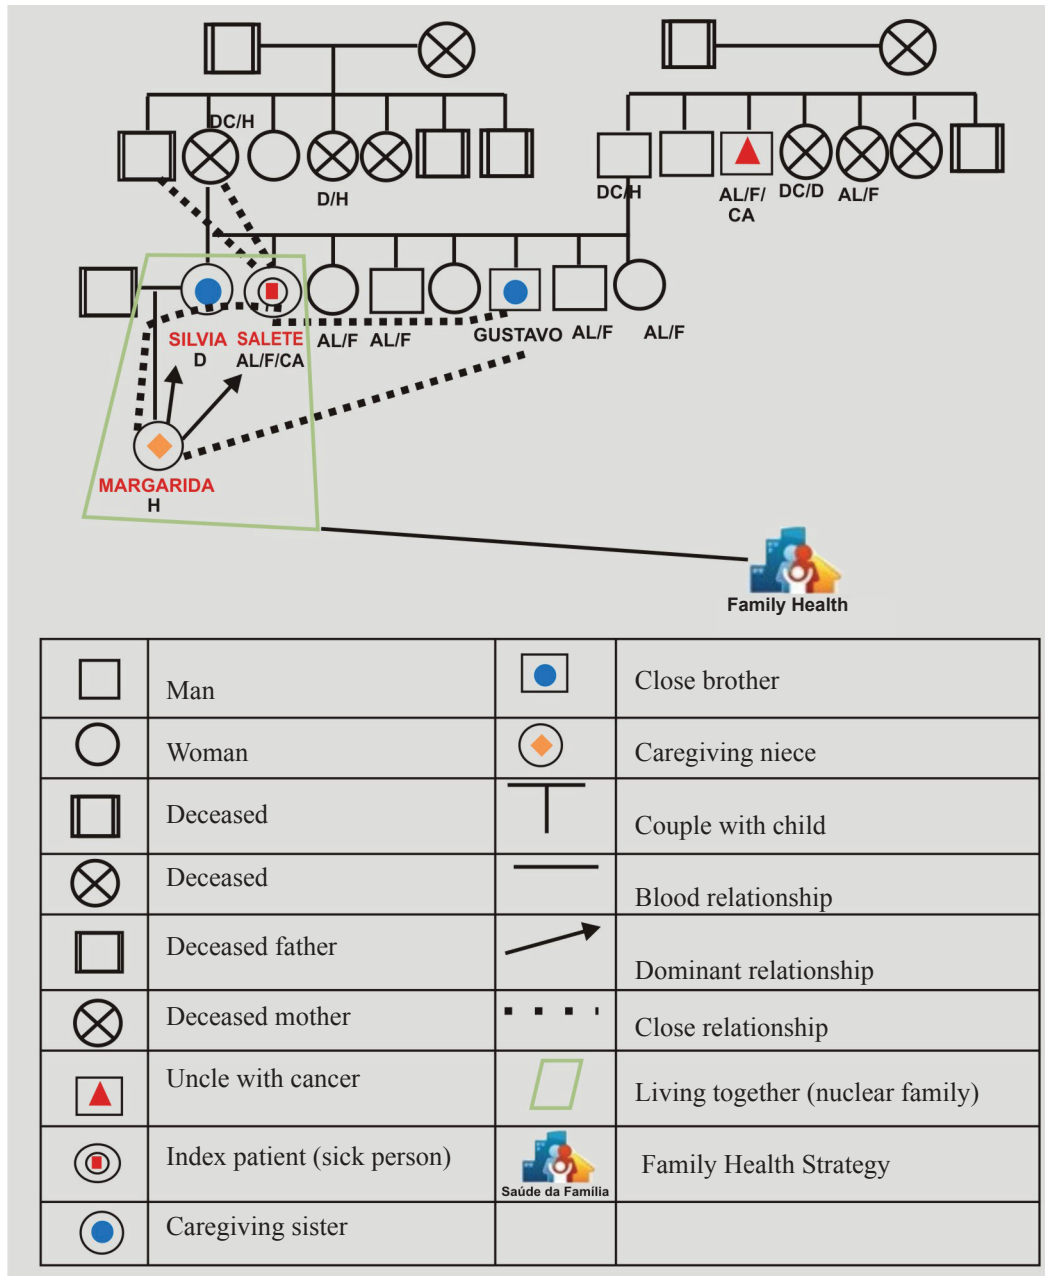 DC/H
D/H
DC/H
AL/F/
CA
DC/D
AL/F
SILVIA
D
SALETE
AL/F/CA
AL/F
AL/F
GUSTAVO
AL/F
AL/F
MARGARIDA
H
Family Health
Man
Close brother
Woman
Caregiving niece
Deceased
Couple with child
Deceased
Blood relationship
Deceased father
Dominant relationship
Deceased mother
Close relationship
Uncle with cancer
Living together (nuclear family)
Index patient (sick person)
Saúde da Família
Family Health Strategy
Caregiving sister